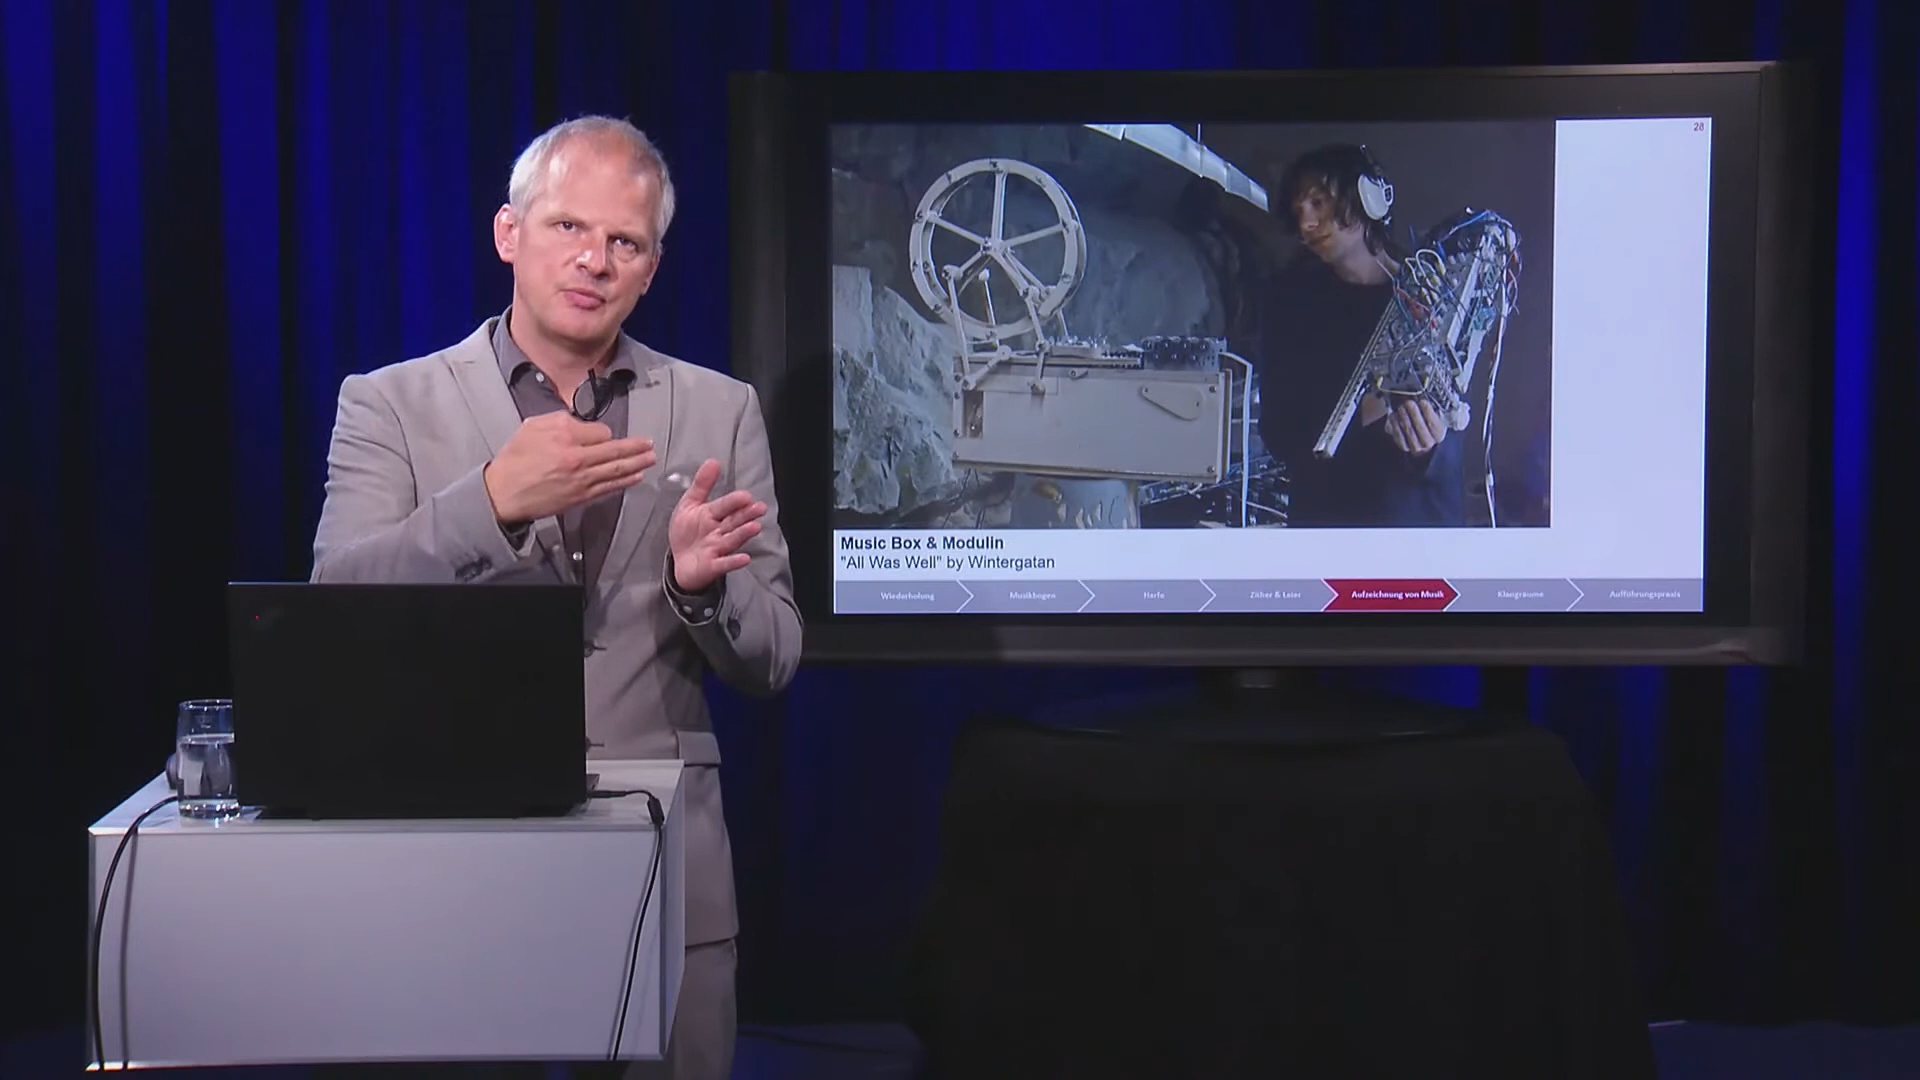 28
Music Box & Modulin
"All Was Well" by Wintergatan
Wiederholung Musikbogen Harfe Zither & Leier Aufzeichnung von Musik Klangräume Aufführungspraxis